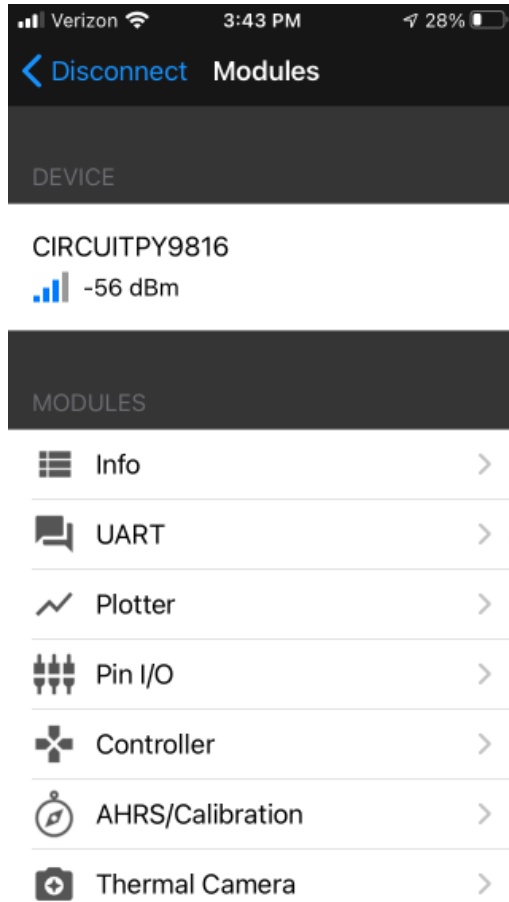 Verizon 3:43 PM 28%
Disconnect Modules
DEVICE
CIRCUITPY9816
-56 dBm
MODULES
Info
UART
Plotter
Pin I/O
Controller
AHRS/Calibration
Thermal Camera